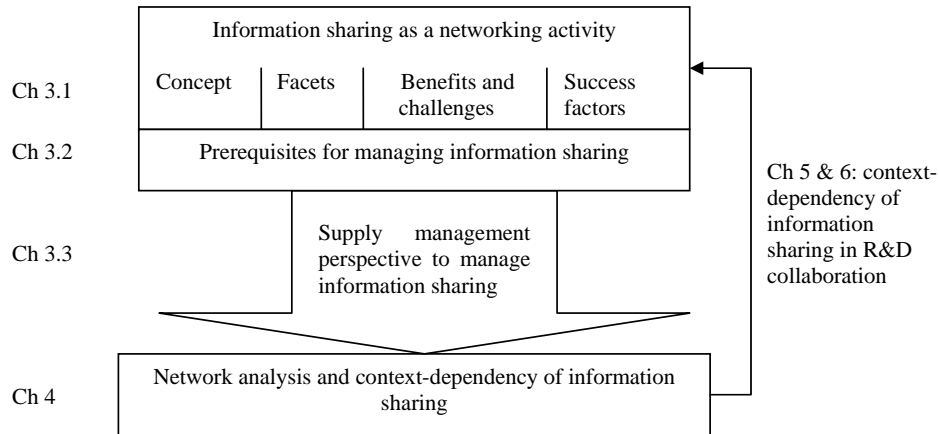 Information sharing as a networking activity
Ch 3.1
Concept
Facets
Benefits and
challenges
Success
factors
Ch 3.2
Prerequisites for managing information sharing
Ch 3.3
Supply management
perspective to manage
information sharing
Ch 4
Network analysis and context-dependency of information
sharing
Ch 5 & 6: context-
dependency of
information
sharing in R&D
collaboration